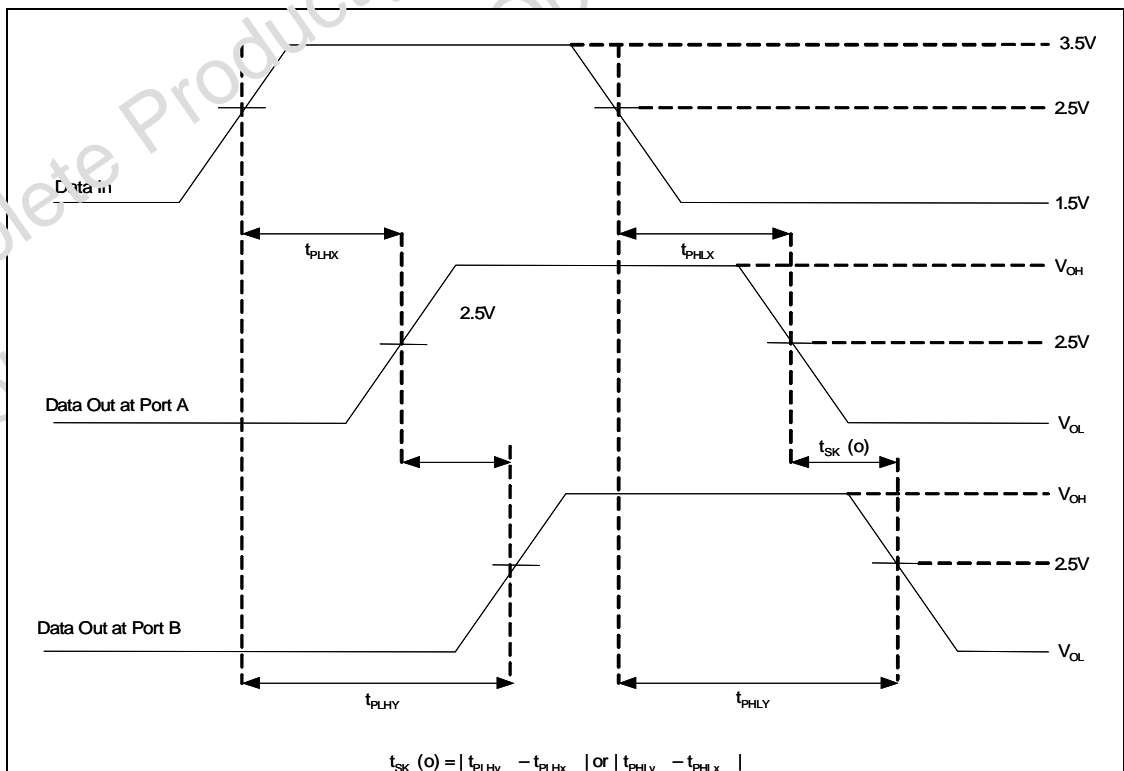 3.5V
2.5V
Data In
1.5V
tPLHX
tPHLX
VOH
2.5V
2.5V
Data Out at Port A
VOL
tSK (o)
VOH
2.5V
Data Out at Port B
VOL
tPLHY
tPHLY
tSK (o) = | tPLHy – tPLHx | or | tPHLy – tPHLx |